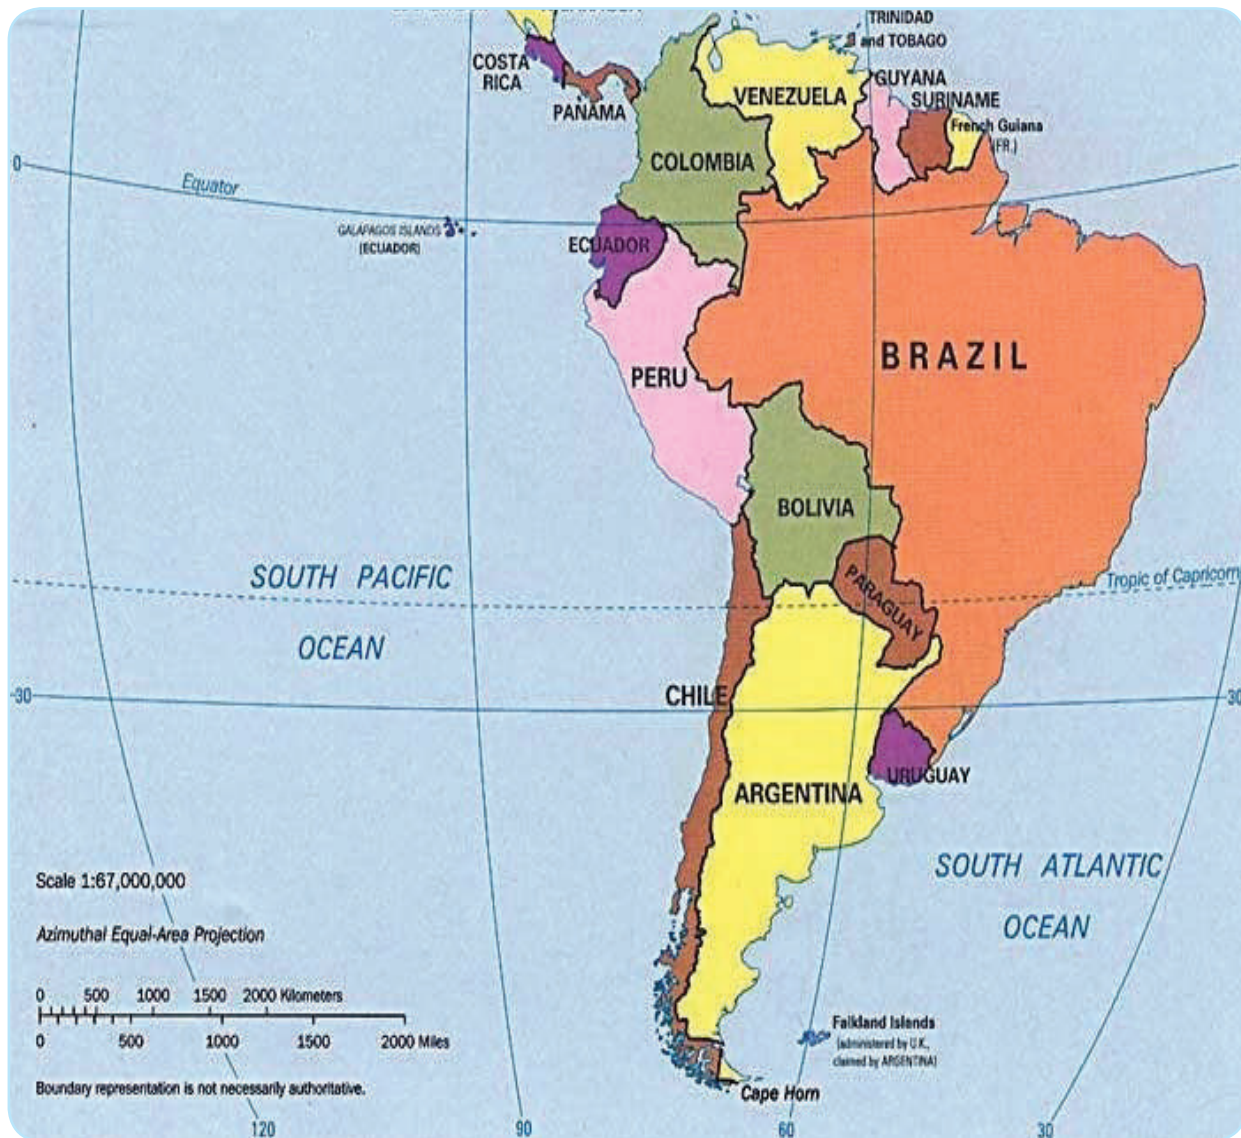 TRINIDAD
and TOBAGO
COSTA
RICA
PANAMA
VENEZUELA
GUYANA
SURINAME
French Guiana
(FR.)
COLOMBIA
0
Equator
GALAPAGOS ISLANDS
(ECUADOR)
ECUADOR
BRAZIL
PERU
BOLIVIA
SOUTH PACIFIC
OCEAN
PARAGUAY
Tropic of Capricorn
30
CHILE
30
URUGUAY
ARGENTINA
SOUTH ATLANTIC
OCEAN
Scale 1:67,000,000
Azimuthal Equal-Area Projection
0 500 1000 1500 2000 Kilometers
0 500 1000 1500 2000 Miles
Falkland Islands
(administered by U.K.,
claimed by ARGENTINA)
Boundary representation is not necessarily authoritative.
Cape Horn
120 90 60 30